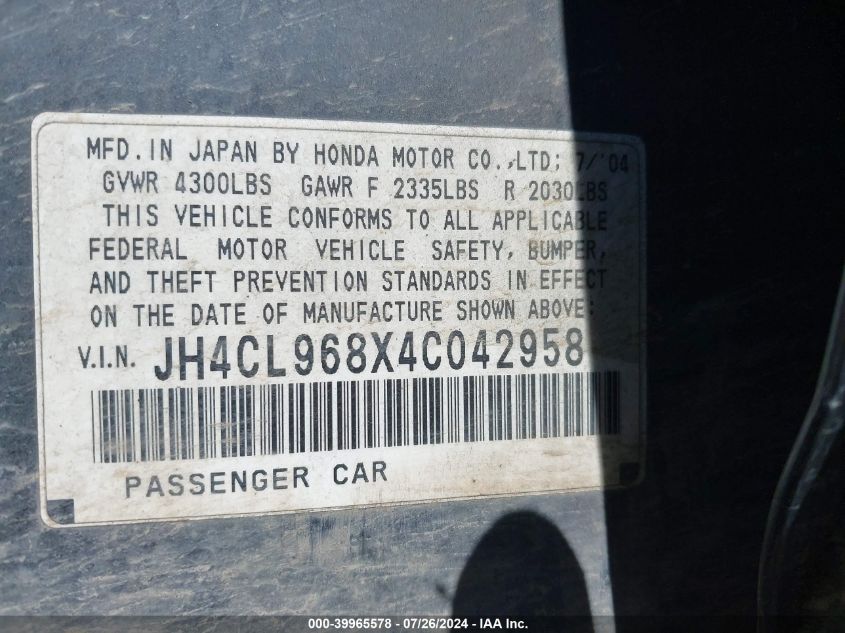 MFD. IN JAPAN BY HONDA MOTOR CO., LTD; 7/'04
GVWR 4300LBS GAWR F 2335LBS R 2030LBS
THIS VEHICLE CONFORMS TO ALL APPLICABLE
FEDERAL MOTOR VEHICLE SAFETY, BUMPER,
AND THEFT PREVENTION STANDARDS IN EFFECT
ON THE DATE OF MANUFACTURE SHOWN ABOVE:
V.I.N. JH4CL968X4C042958
PASSENGER CAR
000-39965578 - 07/26/2024 - IAA Inc.